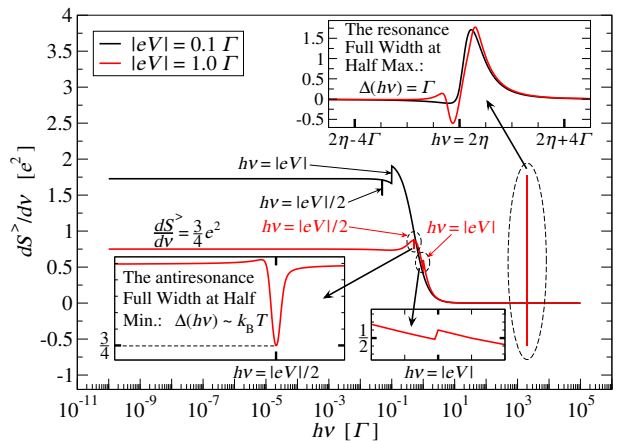 4
3.5
3
2.5
2
1.5
1
0.5
0
-0.5
-1
dS^>/dν [e²]
|eV| = 0.1 Γ
|eV| = 1.0 Γ
The resonance
Full Width at
Half Max.:
Δ(hν) = Γ
1.5
1
0.5
0
-0.5
2η-4Γ
hν = 2η
2η+4Γ
hν = |eV|
hν = |eV|/2
hν = |eV|/2
hν = |eV|
dS^>/dν = 3/4 e²
The antiresonance
Full Width at Half
Min.: Δ(hν) ~ k_B T
3/4
hν = |eV|/2
1/2
hν = |eV|
10^-11
10^-9
10^-7
10^-5
10^-3
10^-1
10^1
10^3
10^5
hν [Γ]